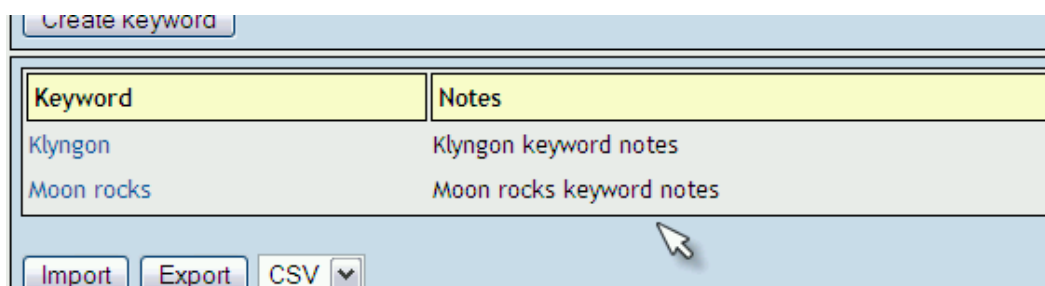 Create keyword
Keyword Notes
Klyngon Klyngon keyword notes
Moon rocks Moon rocks keyword notes
Import Export CSV